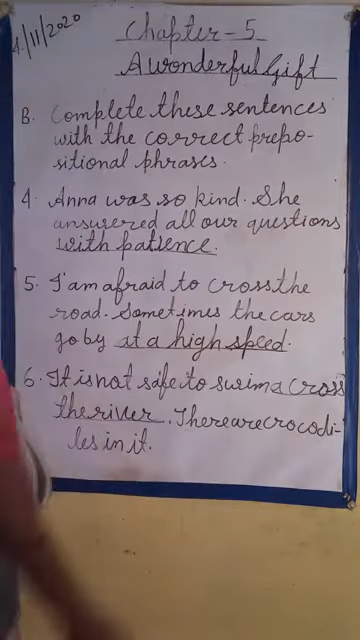 4/11/2020
Chapter-5
A wonderful Gift
B. Complete these sentences
with the correct prepo-
sitional phrases.
4. Anna was so kind. She
answered all our questions
with patience.
5. I am afraid to cross the
road. Sometimes the cars
go by at a high speed.
6. It is not safe to swim a cross
the river. There are crocodi-
les in it.